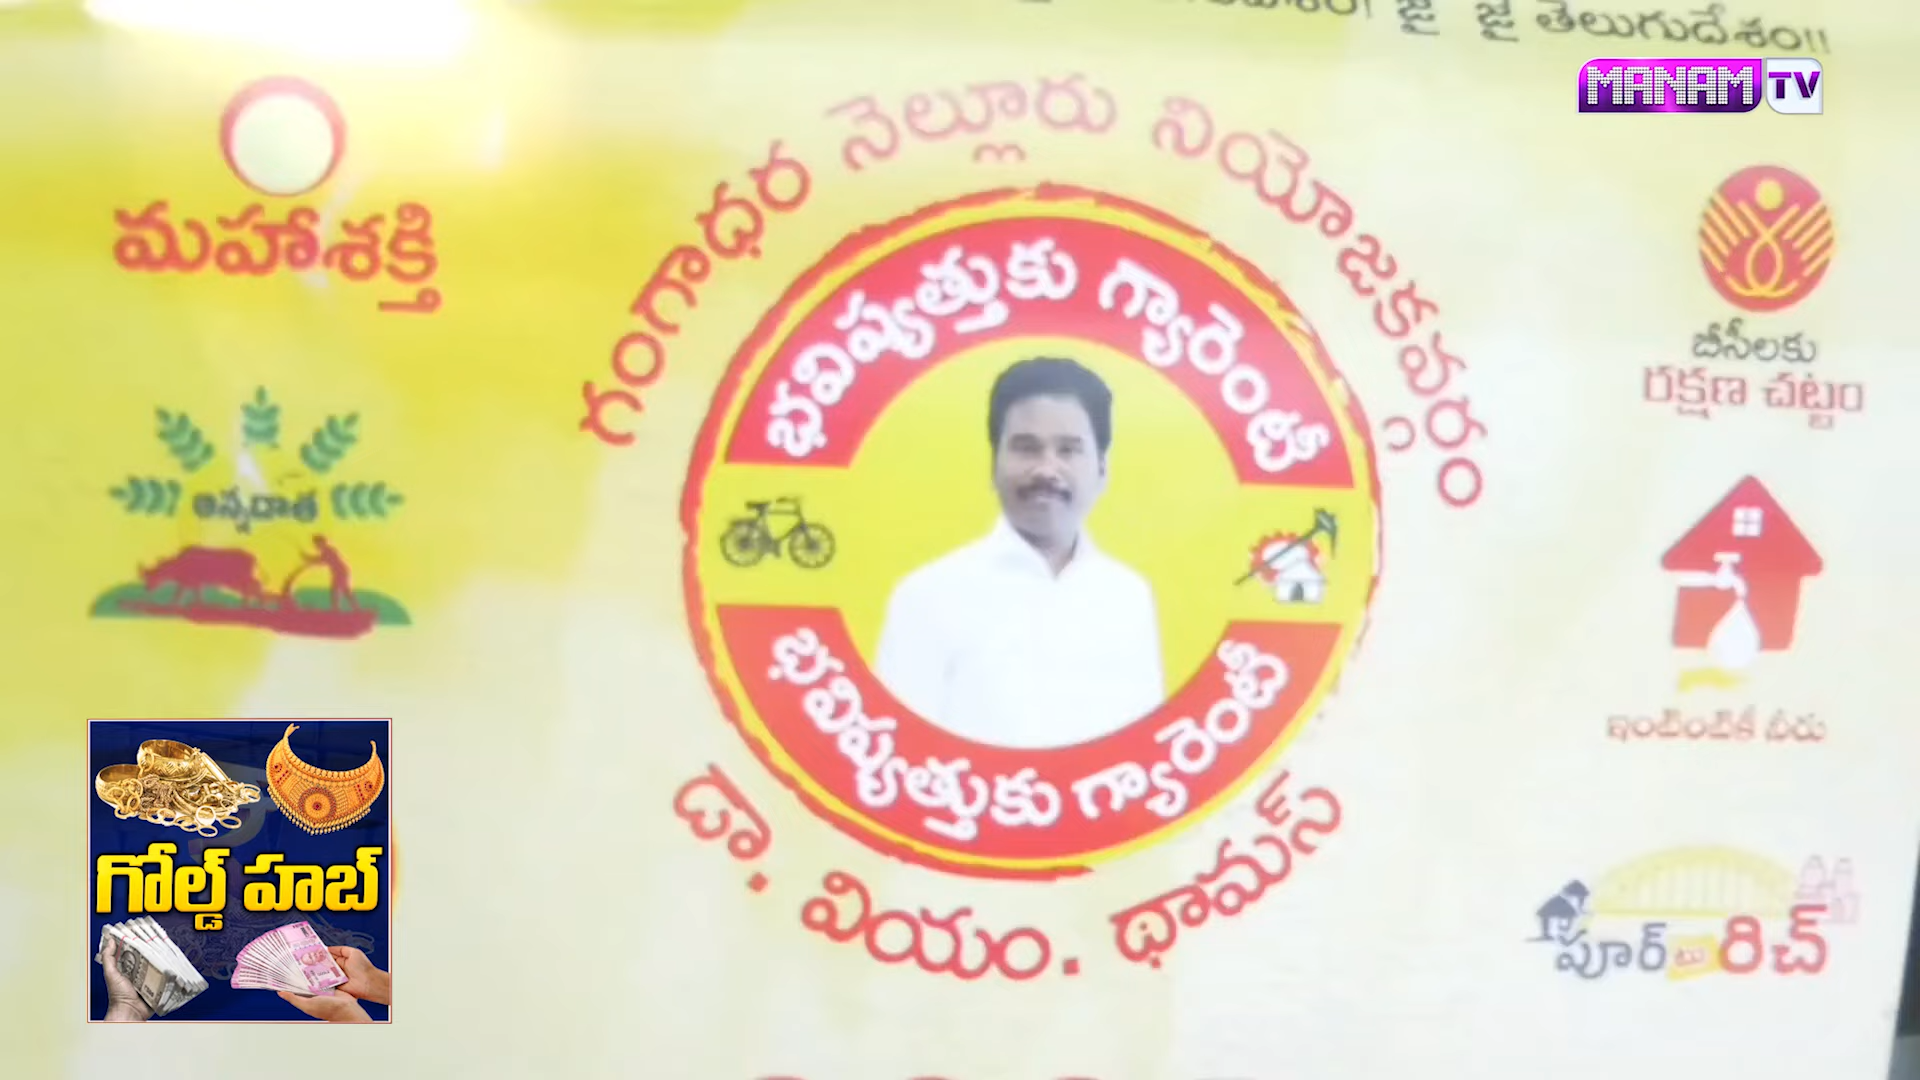 జై జై తెలుగుదేశం!!
MANAM TV
గంగాధర నెల్లూరు నియోజకవర్గం
మహాశక్తి
భవిష్యత్తుకు గ్యారెంటీ
బీసీలకు
రక్షణ చట్టం
అన్నదాత
భవిష్యత్తుకు గ్యారెంటీ
ఇంటింటికీ నీరు
డా. వియం. థామస్
గోల్డ్ హబ్
పూర్ టు రిచ్